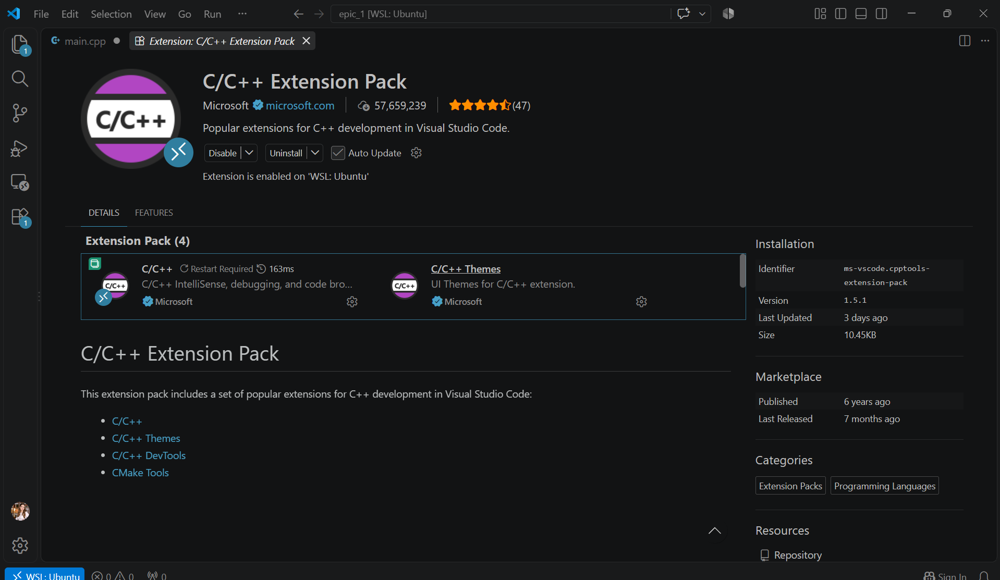 File Edit Selection View Go Run ··· epic_1 [WSL: Ubuntu]
main.cpp Extension: C/C++ Extension Pack
1
1
C/C++
C/C++ Extension Pack
Microsoft microsoft.com 57,659,239 (47)
Popular extensions for C++ development in Visual Studio Code.
Disable Uninstall Auto Update
Extension is enabled on 'WSL: Ubuntu'
DETAILS FEATURES
Extension Pack (4)
C/C++ Restart Required 163ms
C/C++
C/C++ IntelliSense, debugging, and code bro...
Microsoft
C/C++ Themes
C/C++
UI Themes for C/C++ extension.
Microsoft
C/C++ Extension Pack
This extension pack includes a set of popular extensions for C++ development in Visual Studio Code:
• C/C++
• C/C++ Themes
• C/C++ DevTools
• CMake Tools
Installation
Identifier ms-vscode.cpptools-
extension-pack
Version 1.5.1
Last Updated 3 days ago
Size 10.45KB
Marketplace
Published 6 years ago
Last Released 7 months ago
Categories
Extension Packs Programming Languages
Resources
Repository
WSL: Ubuntu 0 0 0 Sign In